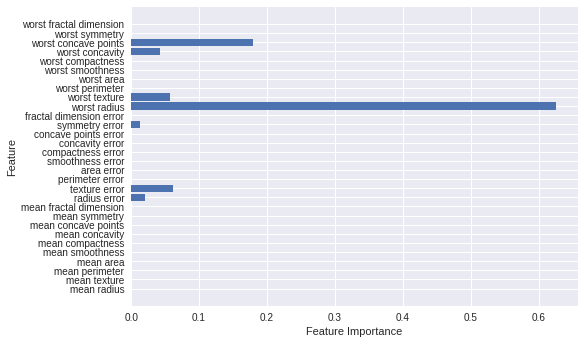 worst fractal dimension
worst symmetry
worst concave points
worst concavity
worst compactness
worst smoothness
worst area
worst perimeter
worst texture
worst radius
fractal dimension error
symmetry error
concave points error
concavity error
compactness error
smoothness error
area error
perimeter error
texture error
radius error
mean fractal dimension
mean symmetry
mean concave points
mean concavity
mean compactness
mean smoothness
mean area
mean perimeter
mean texture
mean radius
Feature
0.0 0.1 0.2 0.3 0.4 0.5 0.6
Feature Importance